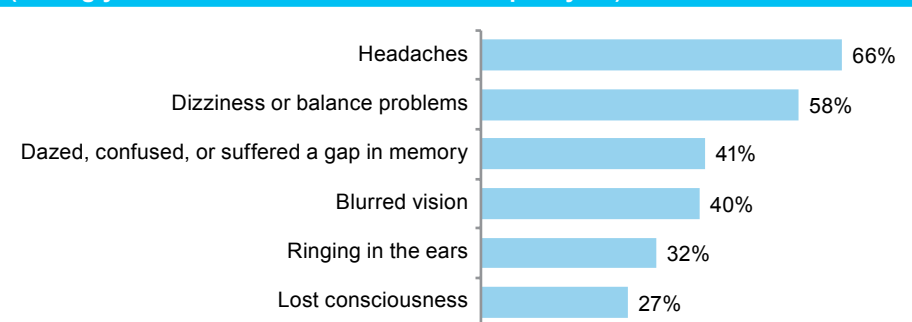 Headaches 66%
Dizziness or balance problems 58%
Dazed, confused, or suffered a gap in memory 41%
Blurred vision 40%
Ringing in the ears 32%
Lost consciousness 27%